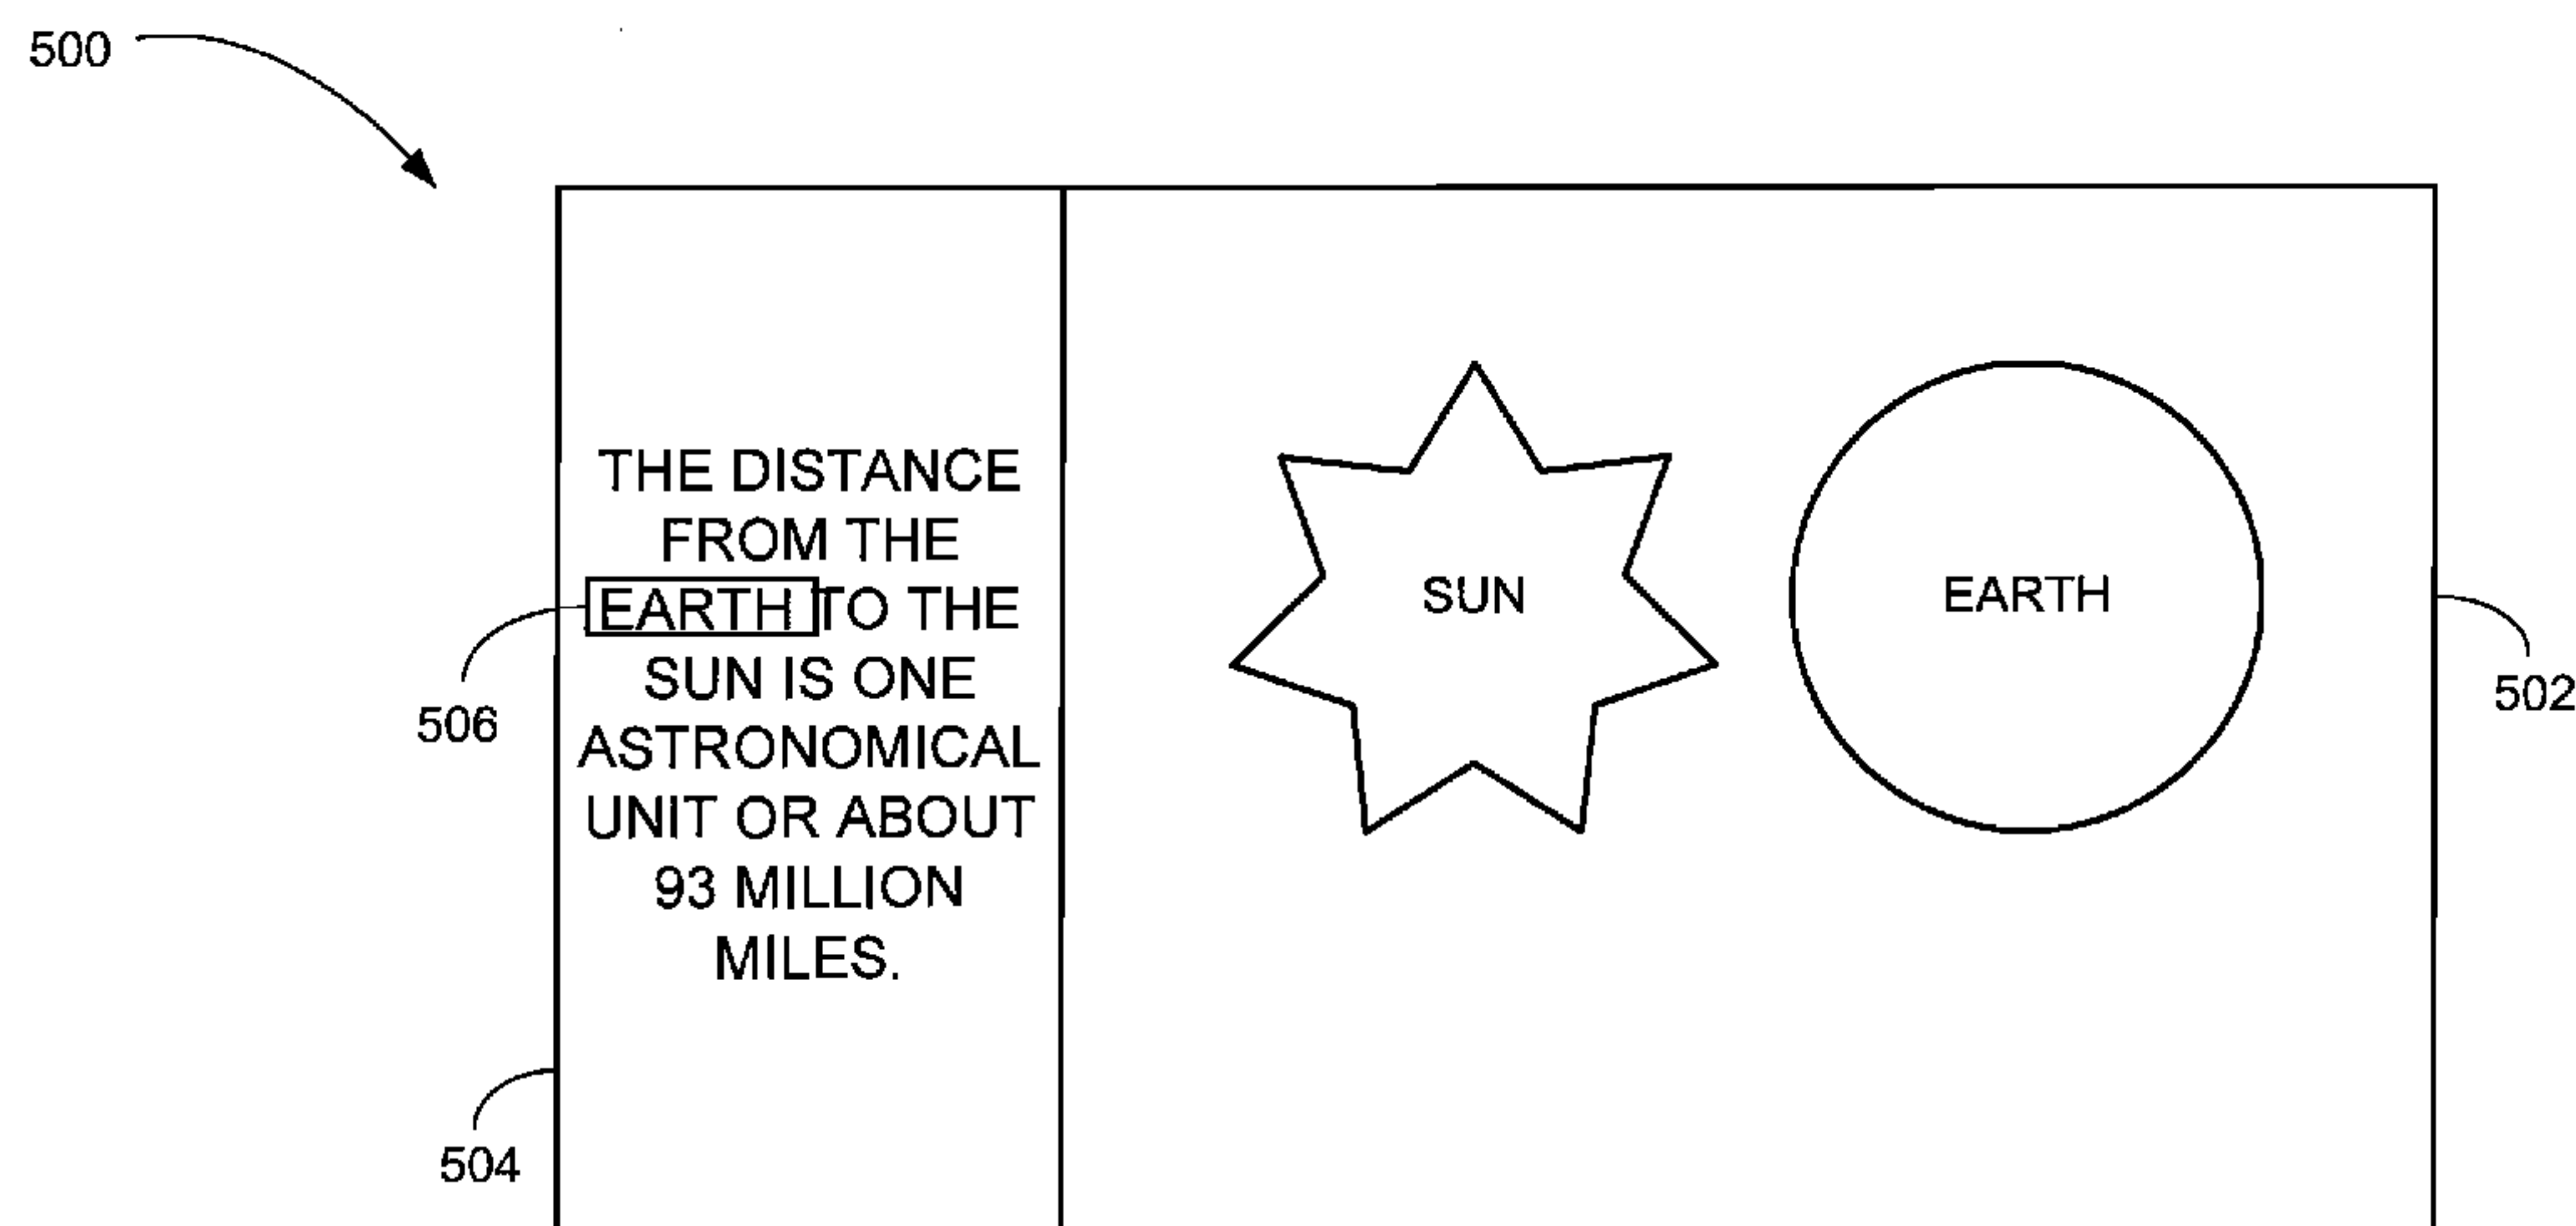 500
THE DISTANCE
FROM THE
EARTH TO THE
SUN IS ONE
ASTRONOMICAL
UNIT OR ABOUT
93 MILLION
MILES.
SUN
EARTH
506
502
504